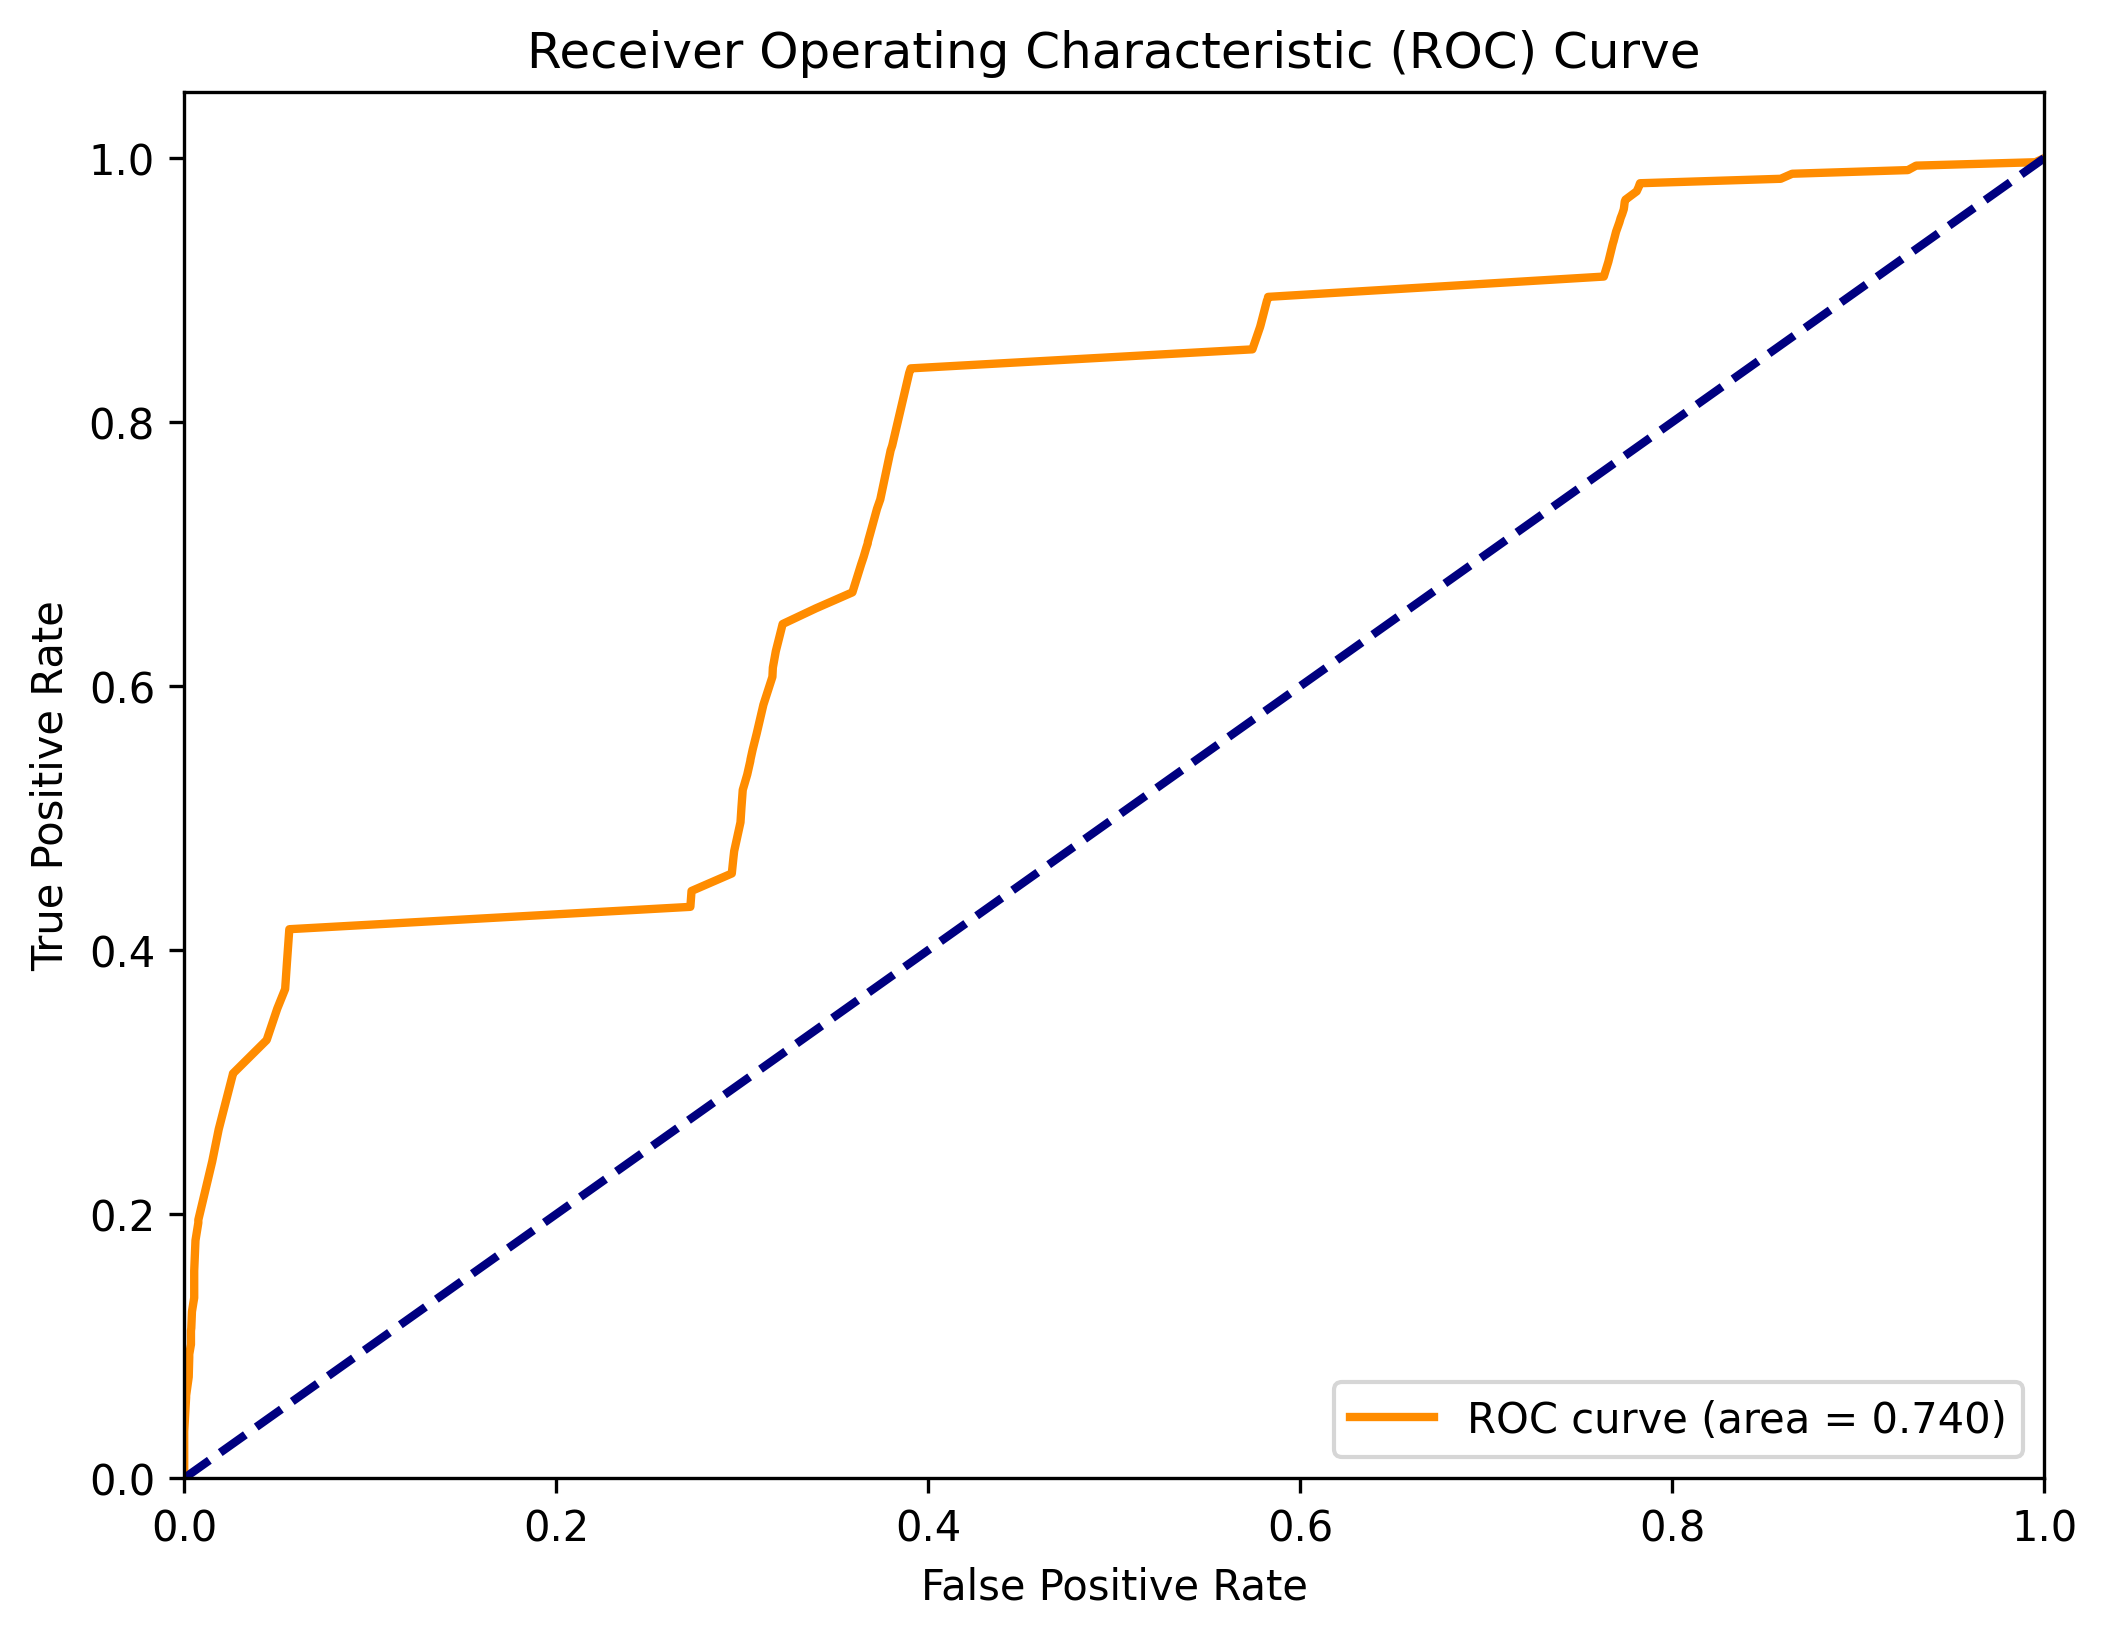 Receiver Operating Characteristic (ROC) Curve
1.0
0.8
0.6
0.4
0.2
0.0
True Positive Rate
ROC curve (area = 0.740)
0.0 0.2 0.4 0.6 0.8 1.0
False Positive Rate